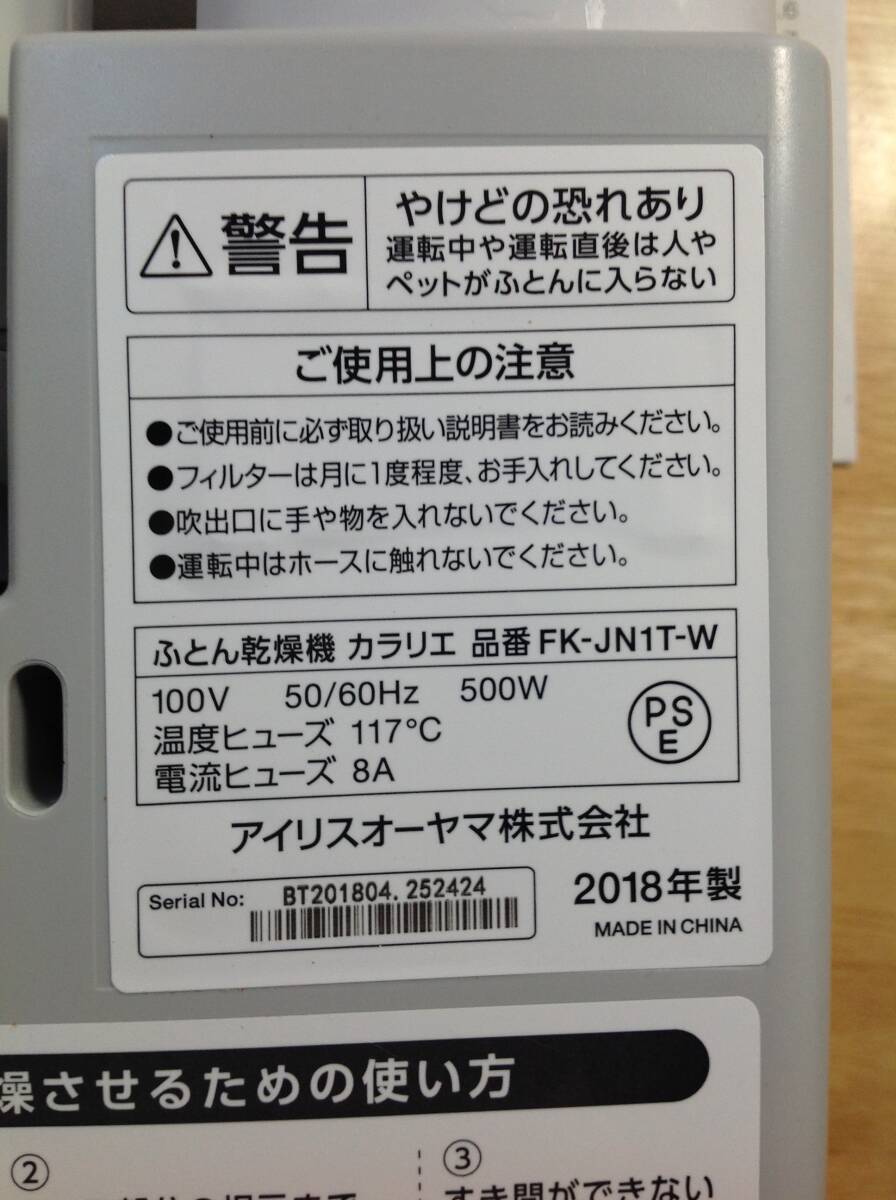 警告
やけどの恐れあり
運転中や運転直後は人や
ペットがふとんに入らない
ご使用上の注意
●ご使用前に必ず取り扱い説明書をお読みください。
●フィルターは月に1度程度、お手入れしてください。
●吹出口に手や物を入れないでください。
●運転中はホースに触れないでください。
ふとん乾燥機 カラリエ 品番 FK-JN1T-W
100V 50/60Hz 500W
温度ヒューズ 117℃
電流ヒューズ 8A
PSE
アイリスオーヤマ株式会社
Serial No: BT201804. 252424
2018年製
MADE IN CHINA
燥させるための使い方
②
③
すき間ができない